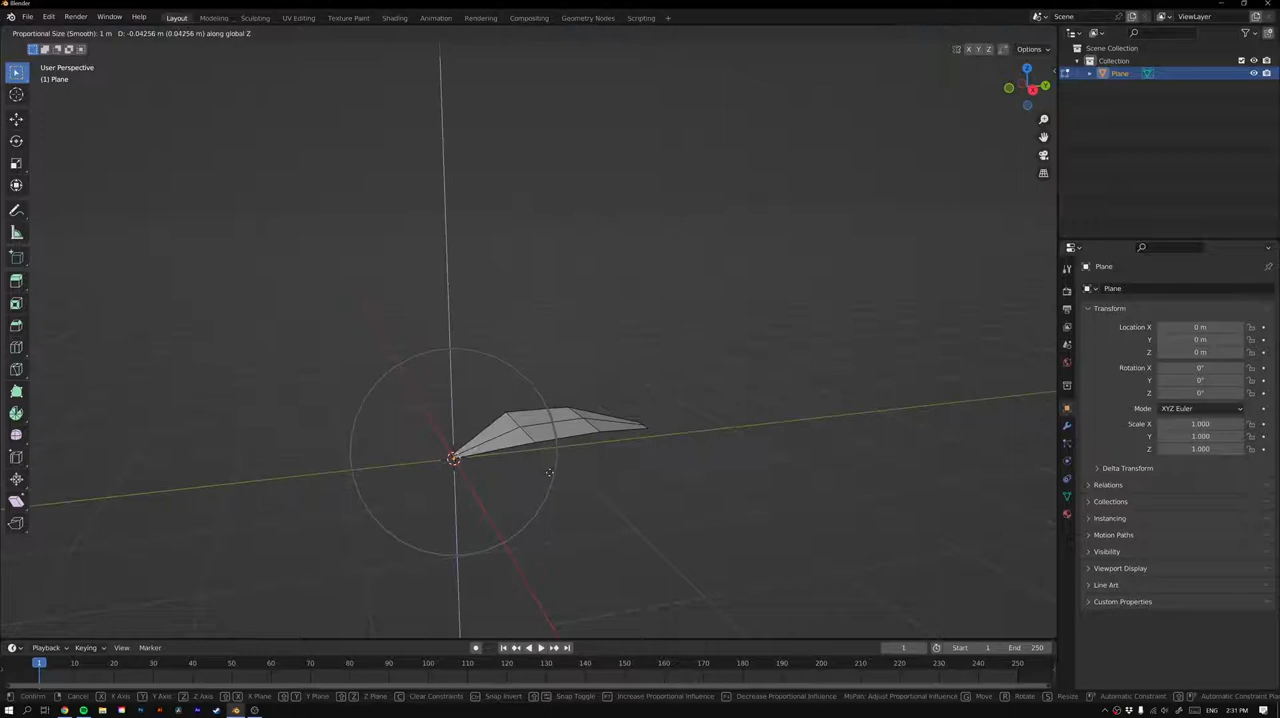 Blender
File Edit Render Window Help Layout Modeling Sculpting UV Editing Texture Paint Shading Animation Rendering Compositing Geometry Nodes Scripting + Scene ViewLayer
Proportional Size (Smooth): 1 m D: -0.04256 m (0.04256 m) along global Z
X Y Z Options
User Perspective
(1) Plane
Scene Collection
Collection
Plane
Z
Y
X
Plane
Plane
Transform
Location X 0 m
Y 0 m
Z 0 m
Rotation X 0°
Y 0°
Z 0°
Mode XYZ Euler
Scale X 1.000
Y 1.000
Z 1.000
Delta Transform
Relations
Collections
Instancing
Motion Paths
Visibility
Viewport Display
Line Art
Custom Properties
Playback Keying View Marker 1 Start 1 End 250
1 10 20 30 40 50 60 70 80 90 100 110 120 130 140 150 160 170 180 190 200 210 220 230 240 250
Confirm Cancel X X Axis Y Y Axis Z Z Axis X X Plane Y Y Plane Z Z Plane C Clear Constraints Snap Invert Snap Toggle Increase Proportional Influence Decrease Proportional Influence MsPan: Adjust Proportional Influence G Move R Rotate S Resize Automatic Constraint Automatic Constraint Plane
ENG 2:31 PM